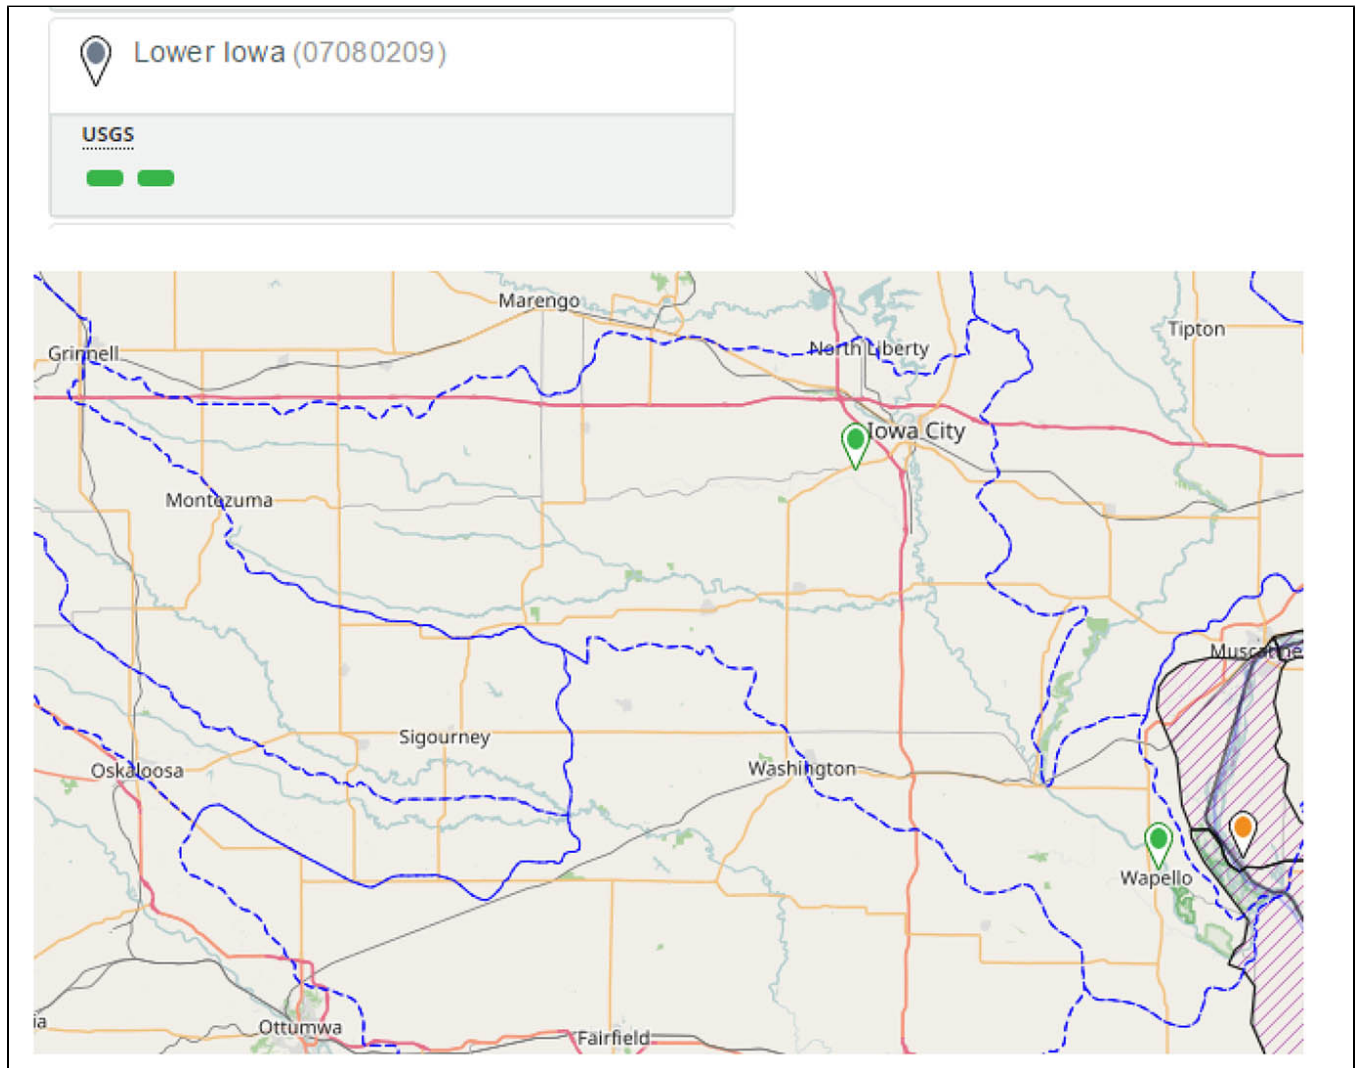 Lower Iowa (07080209)
USGS
Marengo
Tipton
Grinnell
North Liberty
Iowa City
Montezuma
Muscatine
Sigourney
Oskaloosa
Washington
Wapello
Ottumwa
ia
Fairfield